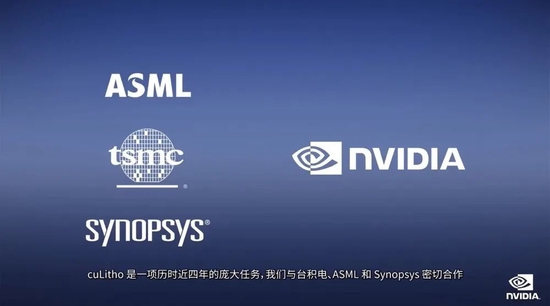 ASML
tsmc
®
NVIDIA
SYNOPSYS®
cuLitho 是一项历时近四年的庞大任务，我们与台积电、ASML 和 Synopsys 密切合作
NVIDIA.